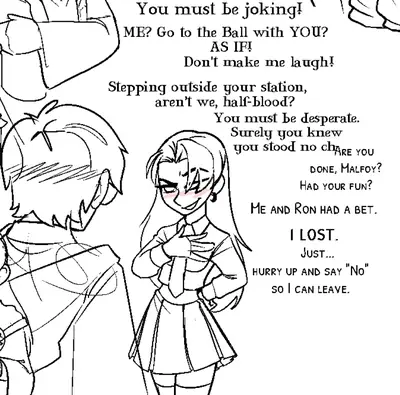 You must be joking!
ME? Go to the Ball with YOU?
AS IF!
Don't make me laugh!
Stepping outside your station,
aren't we, half-blood?
You must be desperate.
Surely you knew
you stood no ch
Are you
done, Malfoy?
Had your fun?
Me and Ron had a bet.
I LOST.
Just...
hurry up and say "No"
so I can leave.